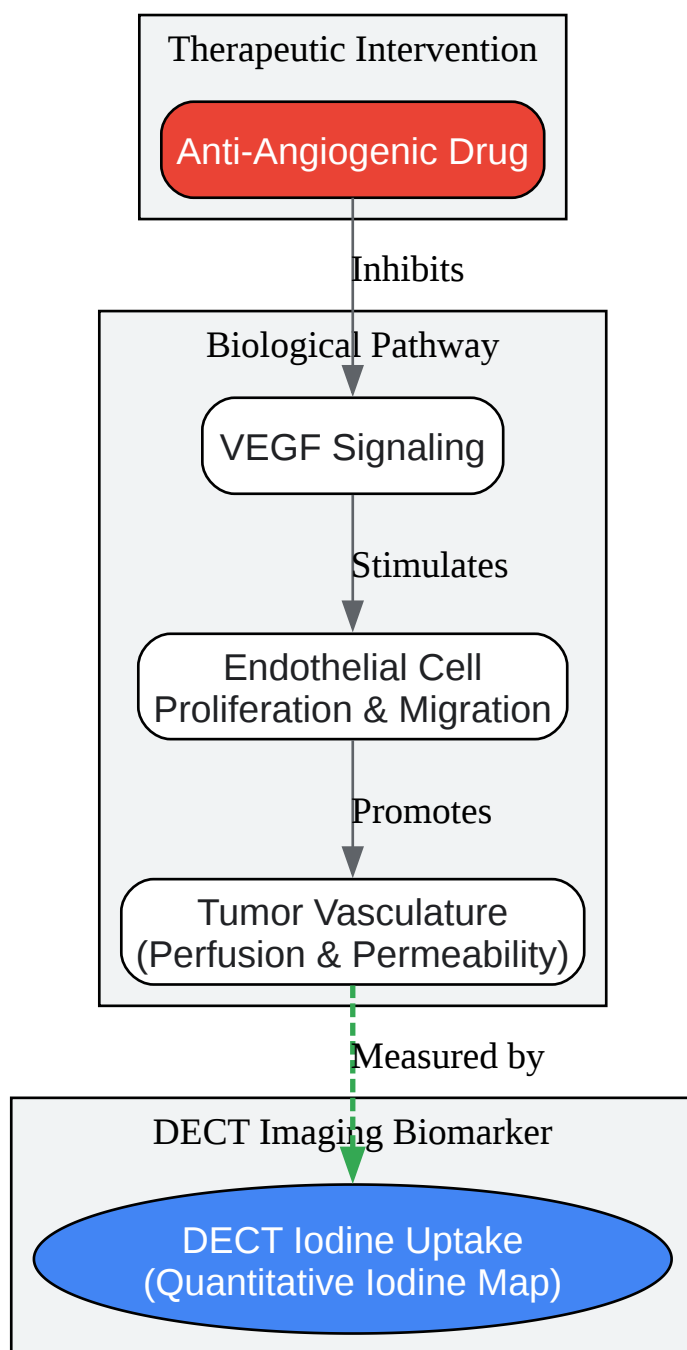 Therapeutic Intervention
Anti-Angiogenic Drug
Inhibits
Biological Pathway
VEGF Signaling
Stimulates
Endothelial Cell
Proliferation & Migration
Promotes
Tumor Vasculature
(Perfusion & Permeability)
Measured by
DECT Imaging Biomarker
DECT Iodine Uptake
(Quantitative Iodine Map)